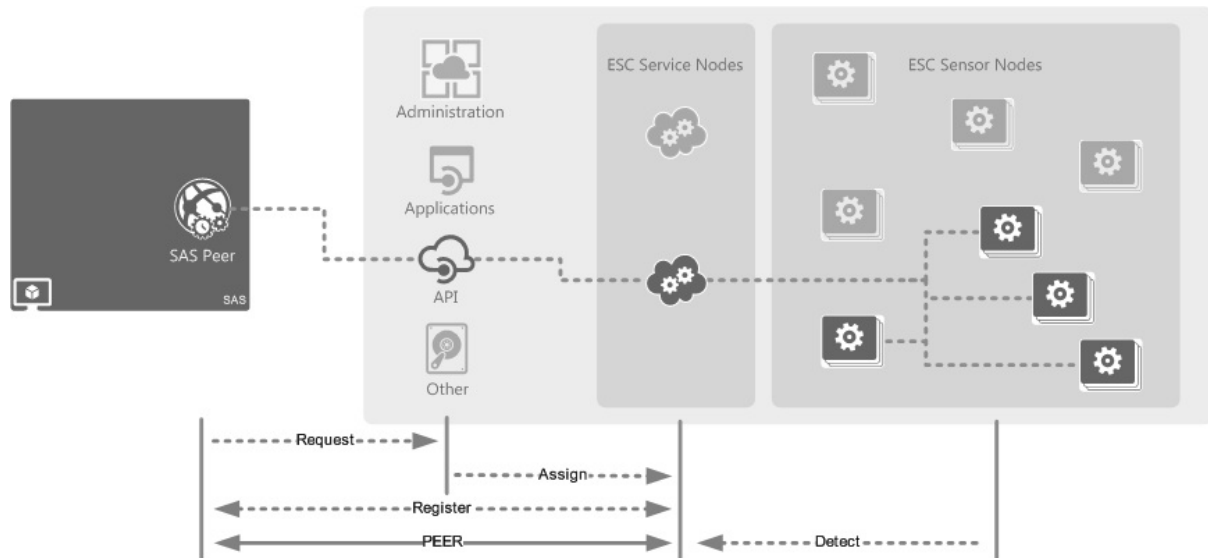 ESC Service Nodes
ESC Sensor Nodes
Administration
Applications
SAS Peer
SAS
API
Other
Request
Assign
Register
PEER
Detect